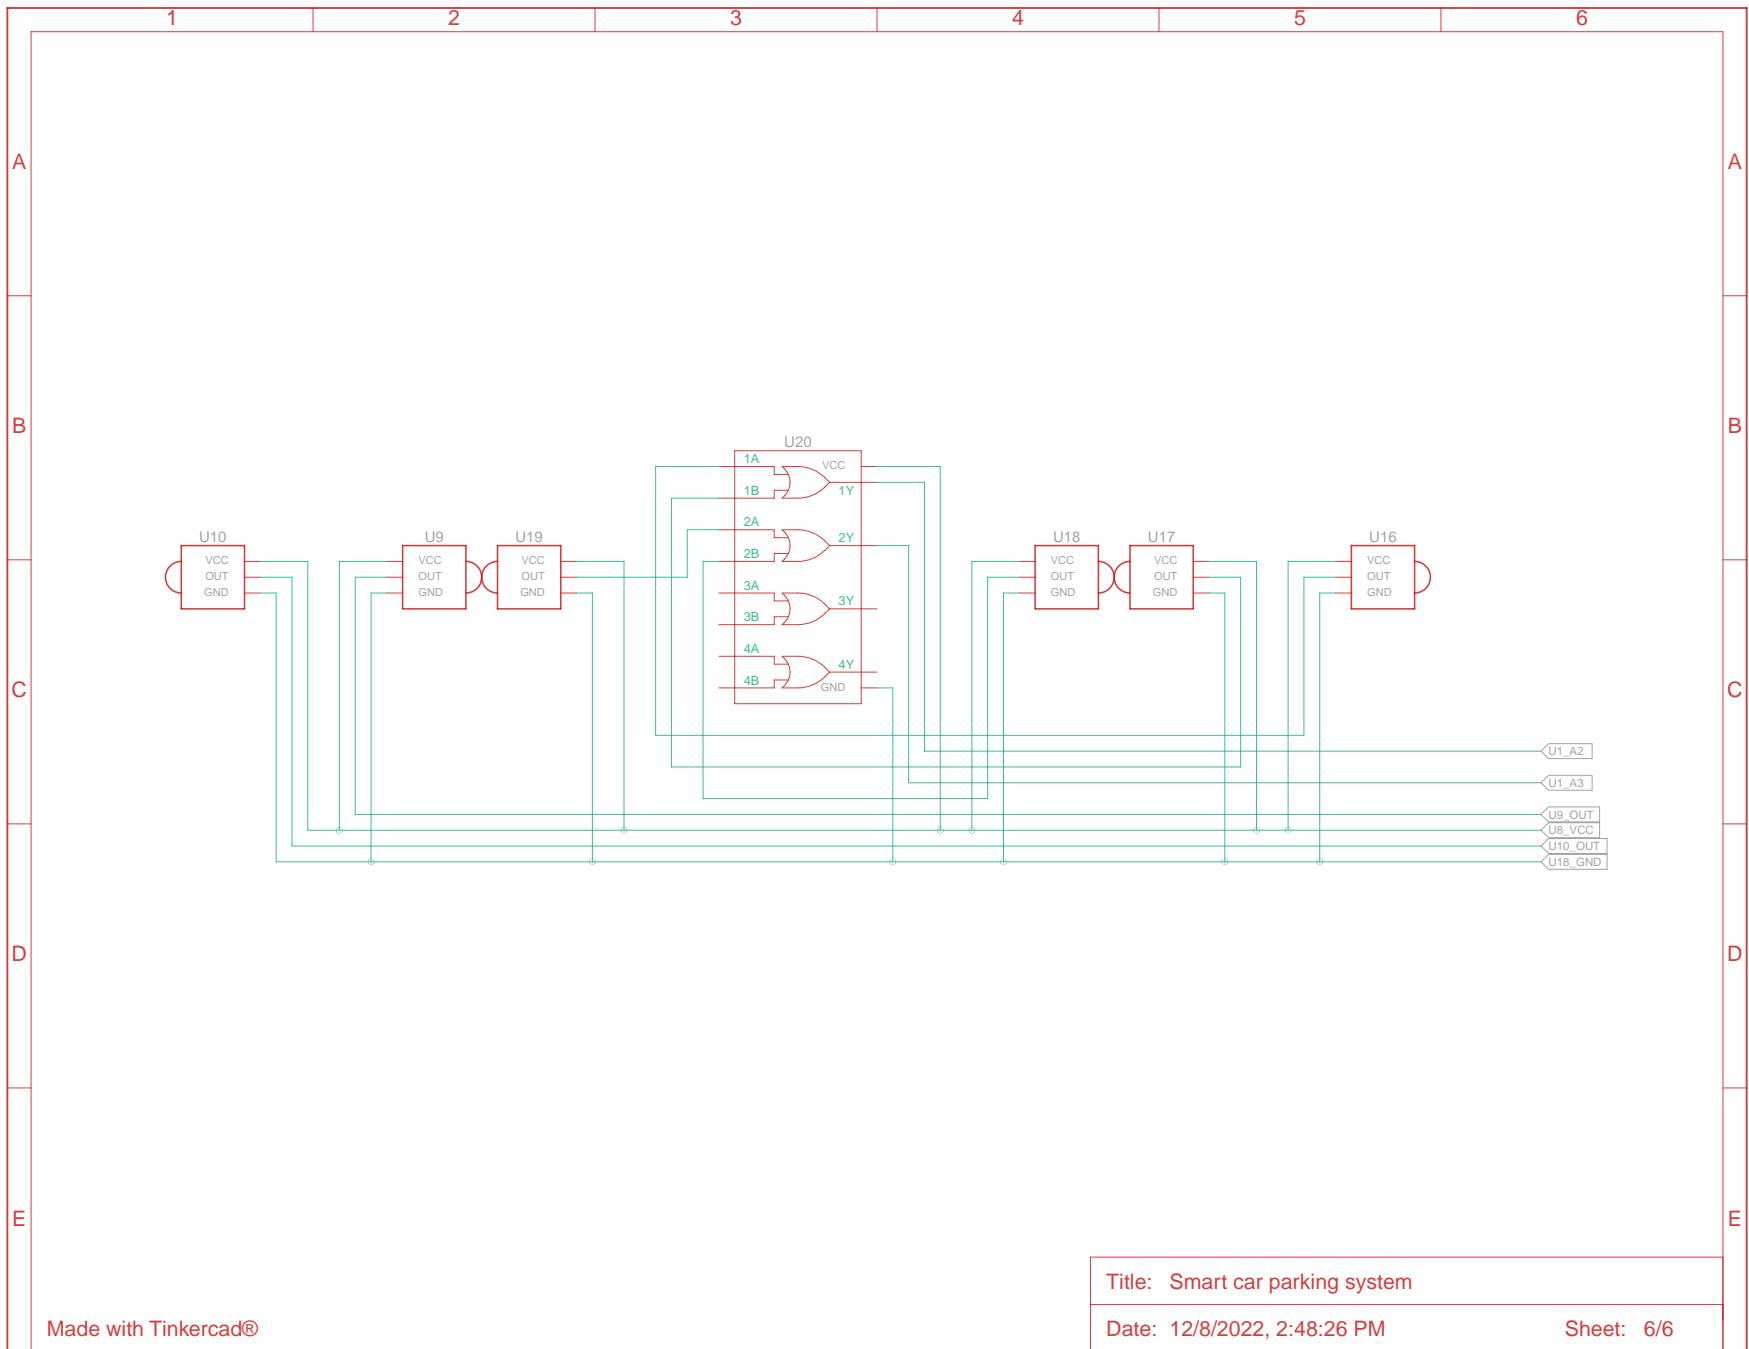 1 2 3 4 5 6
A A
B B
U20
1A VCC
1B 1Y
2A 2Y
2B
3A 3Y
3B
4A 4Y
4B GND
U10 U9 U19 U18 U17 U16
VCC VCC VCC VCC VCC VCC
OUT OUT OUT OUT OUT OUT
GND GND GND GND GND GND
C C
U1_A2
U1_A3
U9_OUT
U8_VCC
U10_OUT
U18_GND
D D
E E
Title: Smart car parking system
Made with Tinkercad® Date: 12/8/2022, 2:48:26 PM Sheet: 6/6